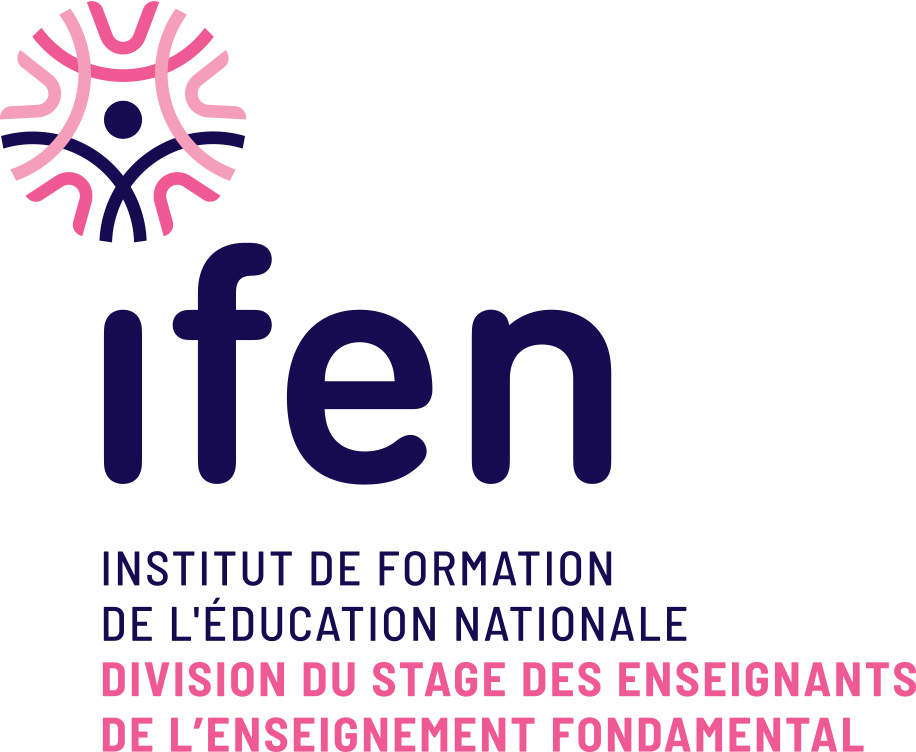 ifen
INSTITUT DE FORMATION
DE L'ÉDUCATION NATIONALE
DIVISION DU STAGE DES ENSEIGNANTS
DE L’ENSEIGNEMENT FONDAMENTAL